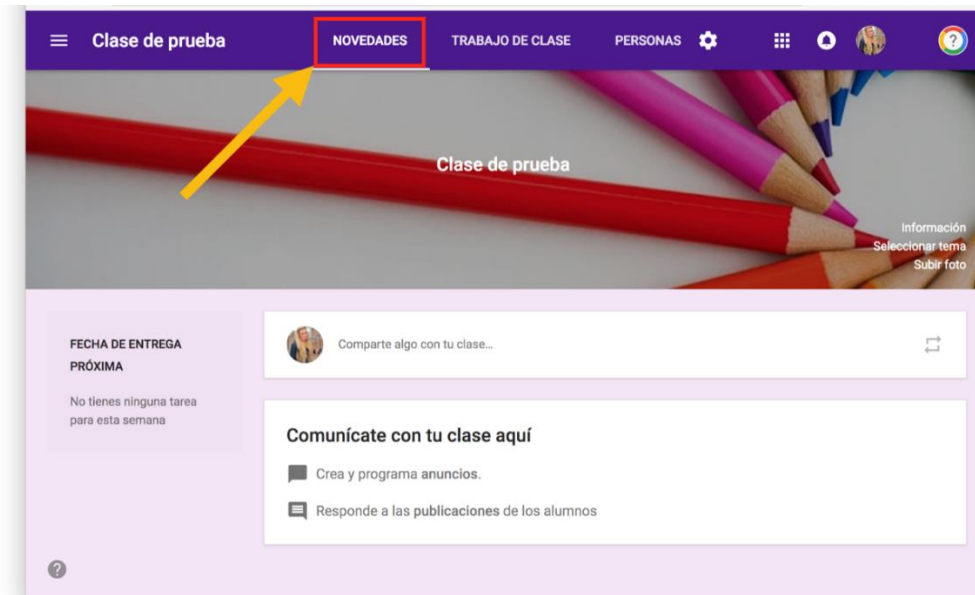 Clase de prueba
NOVEDADES
TRABAJO DE CLASE
PERSONAS
Clase de prueba
Información
Seleccionar tema
Subir foto
FECHA DE ENTREGA
PRÓXIMA
No tienes ninguna tarea
para esta semana
Comparte algo con tu clase...
Comunícate con tu clase aquí
Crea y programa anuncios.
Responde a las publicaciones de los alumnos